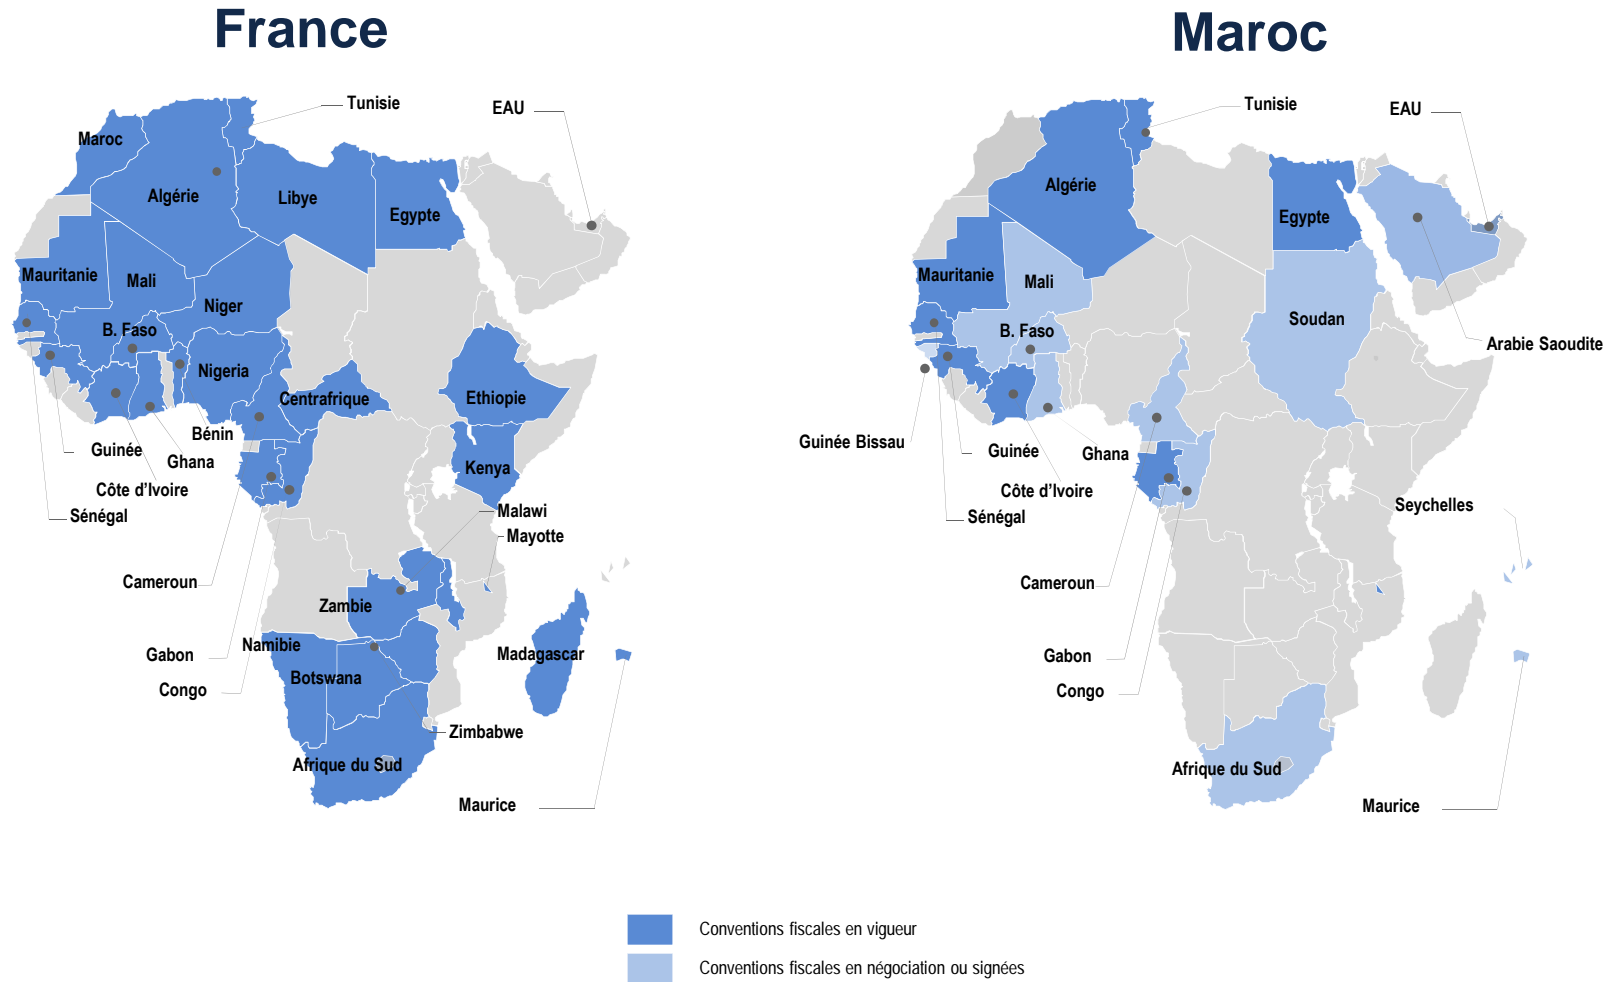 France
Maroc
Tunisie
EAU
Maroc
Algérie
Libye
Egypte
Mauritanie
Mali
Niger
B. Faso
Nigeria
Centrafrique
Ethiopie
Bénin
Guinée
Ghana
Kenya
Côte d'Ivoire
Sénégal
Malawi
Mayotte
Cameroun
Zambie
Gabon
Namibie
Madagascar
Botswana
Congo
Zimbabwe
Afrique du Sud
Maurice
Tunisie
EAU
Algérie
Egypte
Mauritanie
Mali
Soudan
B. Faso
Arabie Saoudite
Guinée Bissau
Guinée
Ghana
Côte d'Ivoire
Sénégal
Seychelles
Cameroun
Gabon
Congo
Afrique du Sud
Maurice
Conventions fiscales en vigueur
Conventions fiscales en négociation ou signées